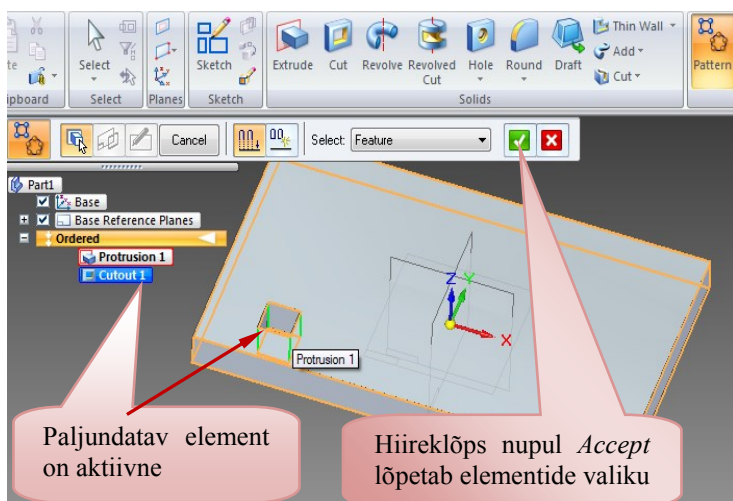 Select
Sketch
Extrude
Cut
Revolve
Revolved
Cut
Hole
Round
Draft
Thin Wall
Add
Cut
Pattern
Select
Planes
Sketch
Solids
Cancel
Select:
Feature
Part1
Base
Base Reference Planes
Ordered
Protrusion 1
Cutout 1
Z
Y
X
Protrusion 1
Paljundatav element
on aktiivne
Hiireklõps nupul Accept
lõpetab elementide valiku